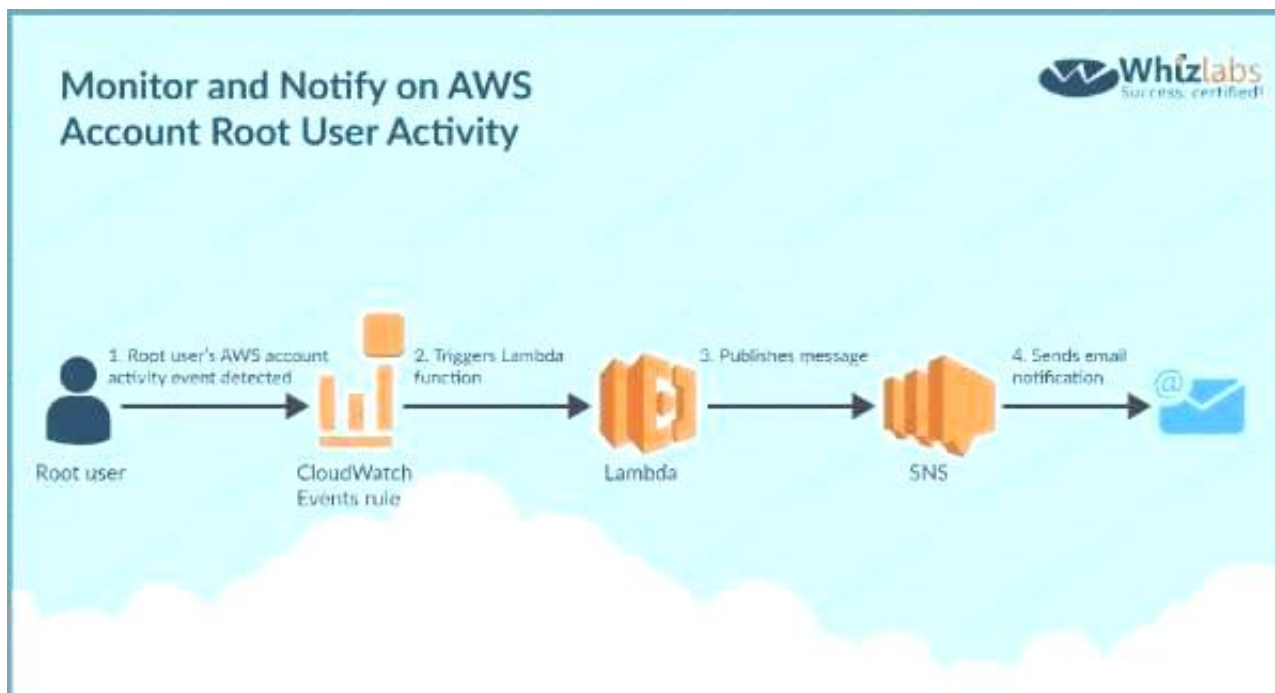 Monitor and Notify on AWS
Account Root User Activity
Whizlabs
Success. certified!
1. Root user's AWS account
activity event detected
2. Triggers Lambda
function
3. Publishes message
4. Sends email
notification
@
Root user
CloudWatch
Events rule
Lambda
SNS